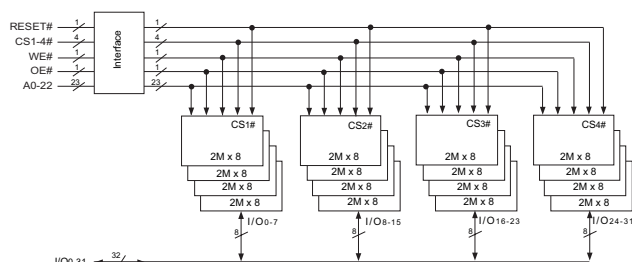 RESET# 1 1
CS1-4# 4 4
WE# 1 1
OE# 1 1
A0-22 23 23
Interface
CS1# CS2# CS3# CS4#
2M x 8 2M x 8 2M x 8 2M x 8
2M x 8 2M x 8 2M x 8 2M x 8
2M x 8 2M x 8 2M x 8 2M x 8
2M x 8 2M x 8 2M x 8 2M x 8
I/O0-7 I/O8-15 I/O16-23 I/O24-31
8 8 8 8
I/O0-31 32